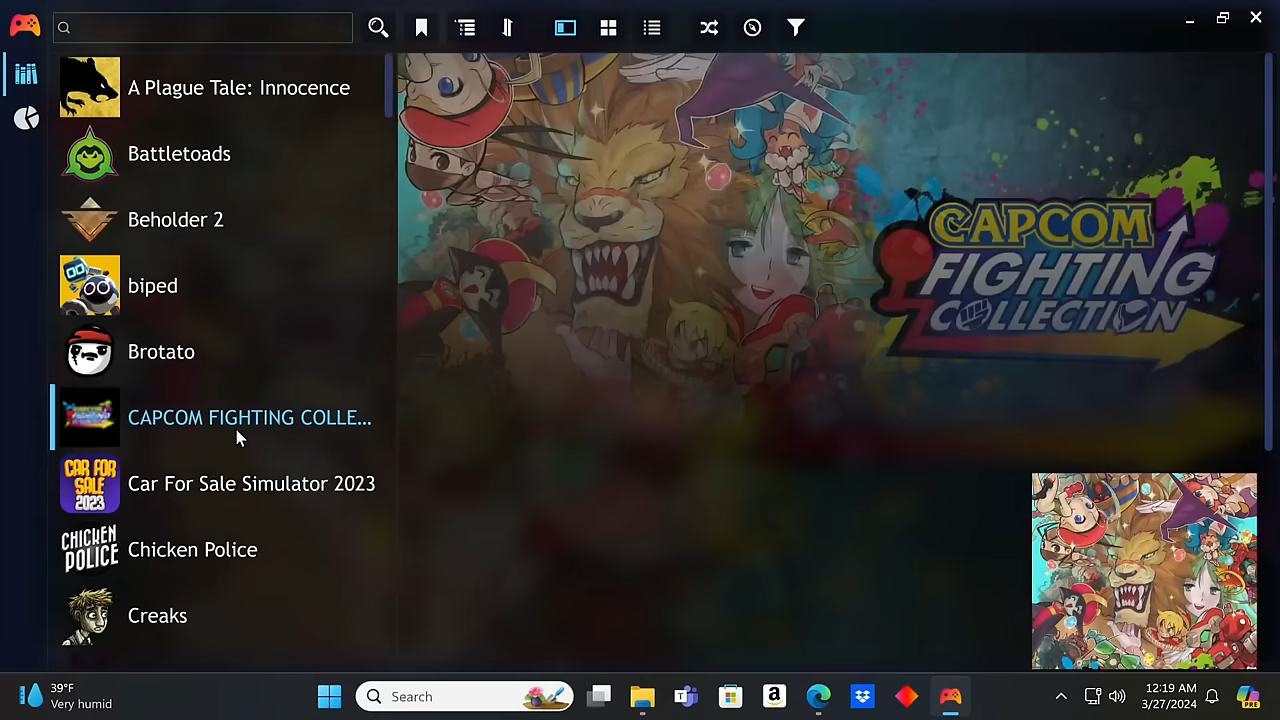 A Plague Tale: Innocence
Battletoads
Beholder 2
biped
Brotato
CAPCOM FIGHTING COLLE...
Car For Sale Simulator 2023
Chicken Police
Creaks
CAR FOR
SALE
2023
CHICKEN
POLICE
CAPCOM
FIGHTING
COLLECTION
39°F
Very humid
Search
12:19 AM
3/27/2024
PRE